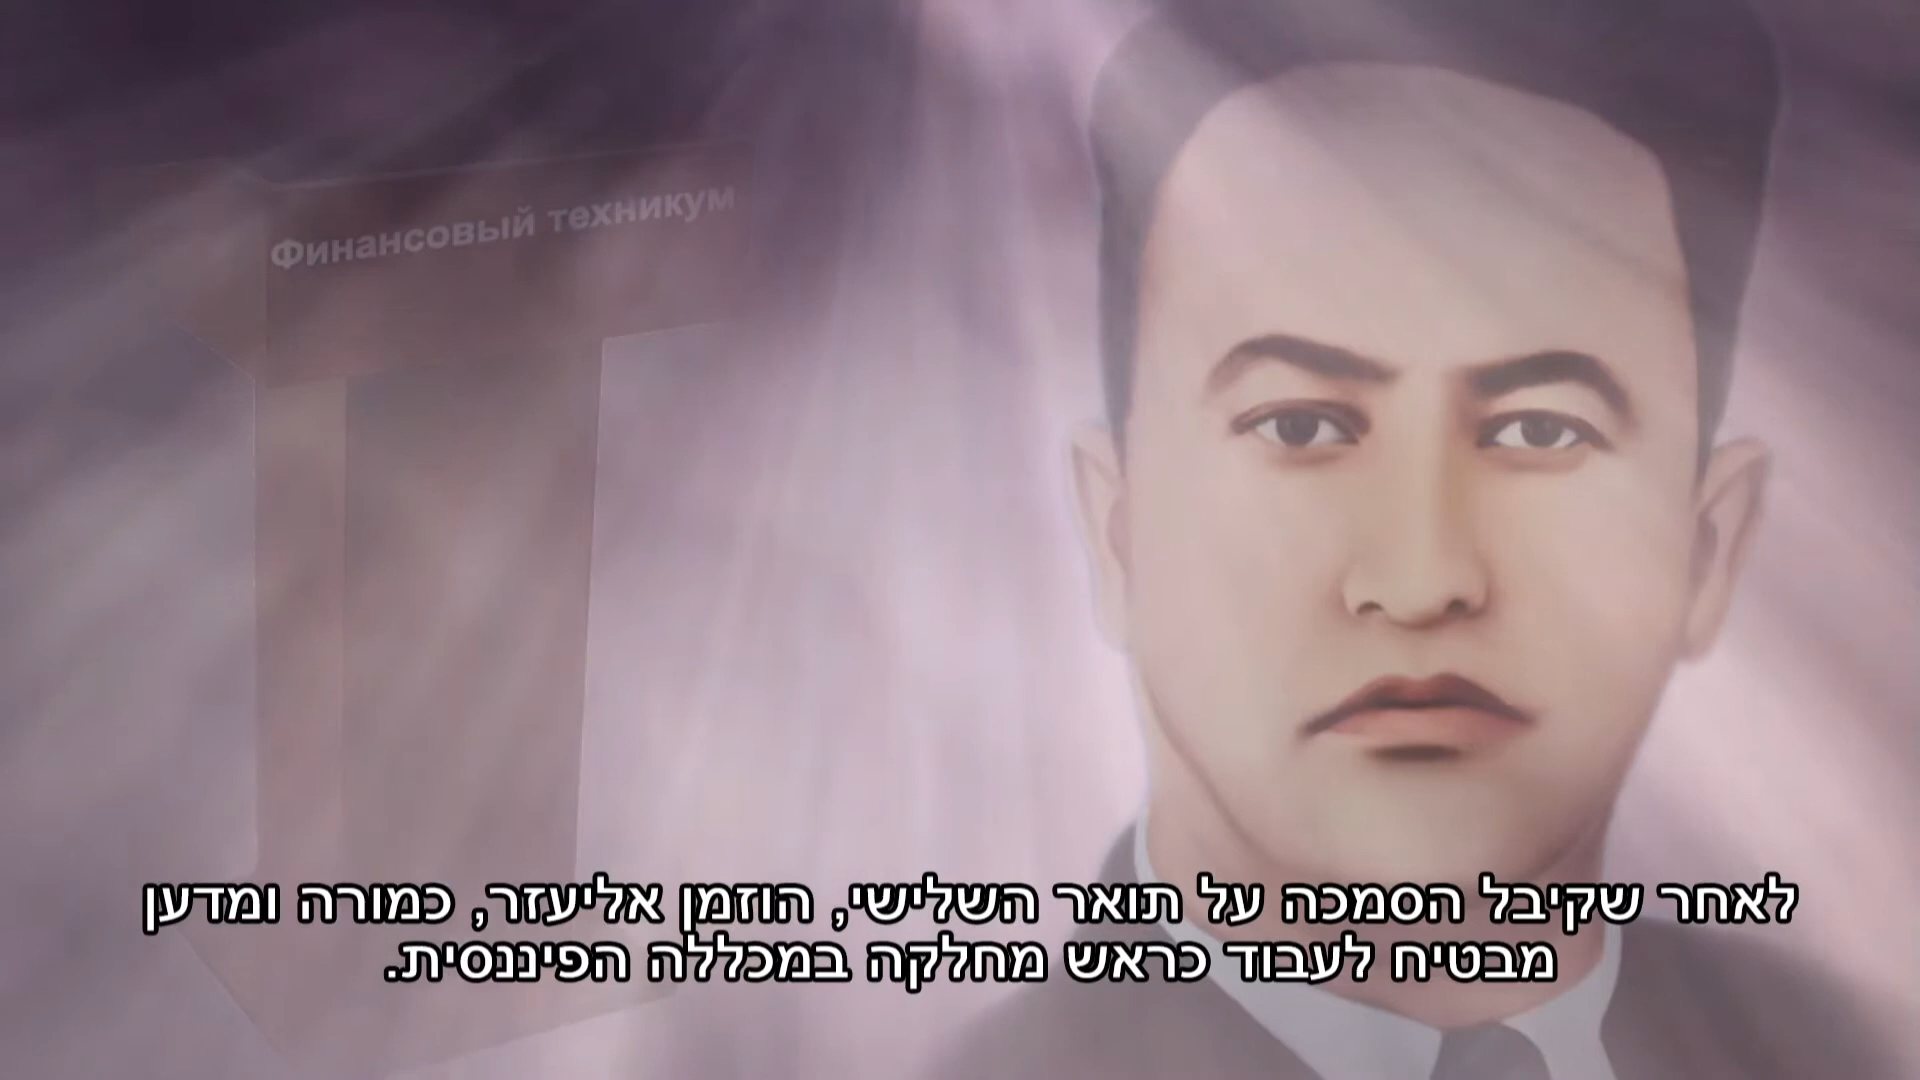 Финансовый техникум
לאחר שקיבל הסמכה על תואר השלישי, הוזמן אליעזר, כמורה ומדען
מבטיח לעבוד כראש מחלקה במכללה הפיננסית.